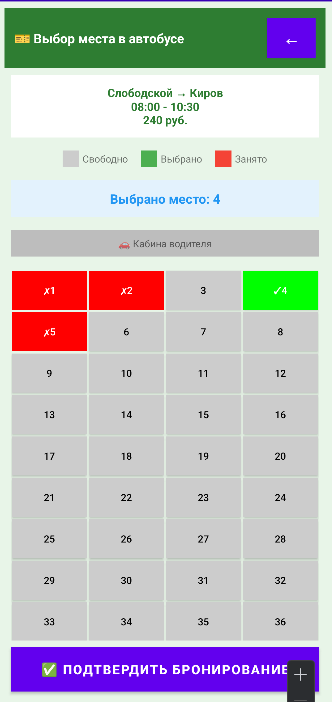 🎫 Выбор места в автобусе ←
Слободской → Киров
08:00 - 10:30
240 руб.
Свободно Выбрано Занято
Выбрано место: 4
🚗 Кабина водителя
✗1 ✗2 3 ✓4
✗5 6 7 8
9 10 11 12
13 14 15 16
17 18 19 20
21 22 23 24
25 26 27 28
29 30 31 32
33 34 35 36
✅ ПОДТВЕРДИТЬ БРОНИРОВАНИЕ
+